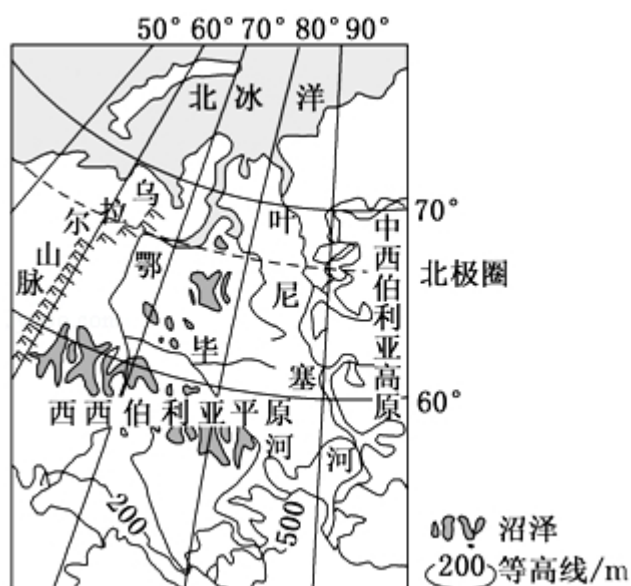 50° 60° 70° 80° 90°
北冰洋
乌拉尔山脉
70°
叶尼塞河
中西伯利亚高原
北极圈
鄂毕河
60°
西西伯利亚平原
200
500
沼泽
200 等高线/m